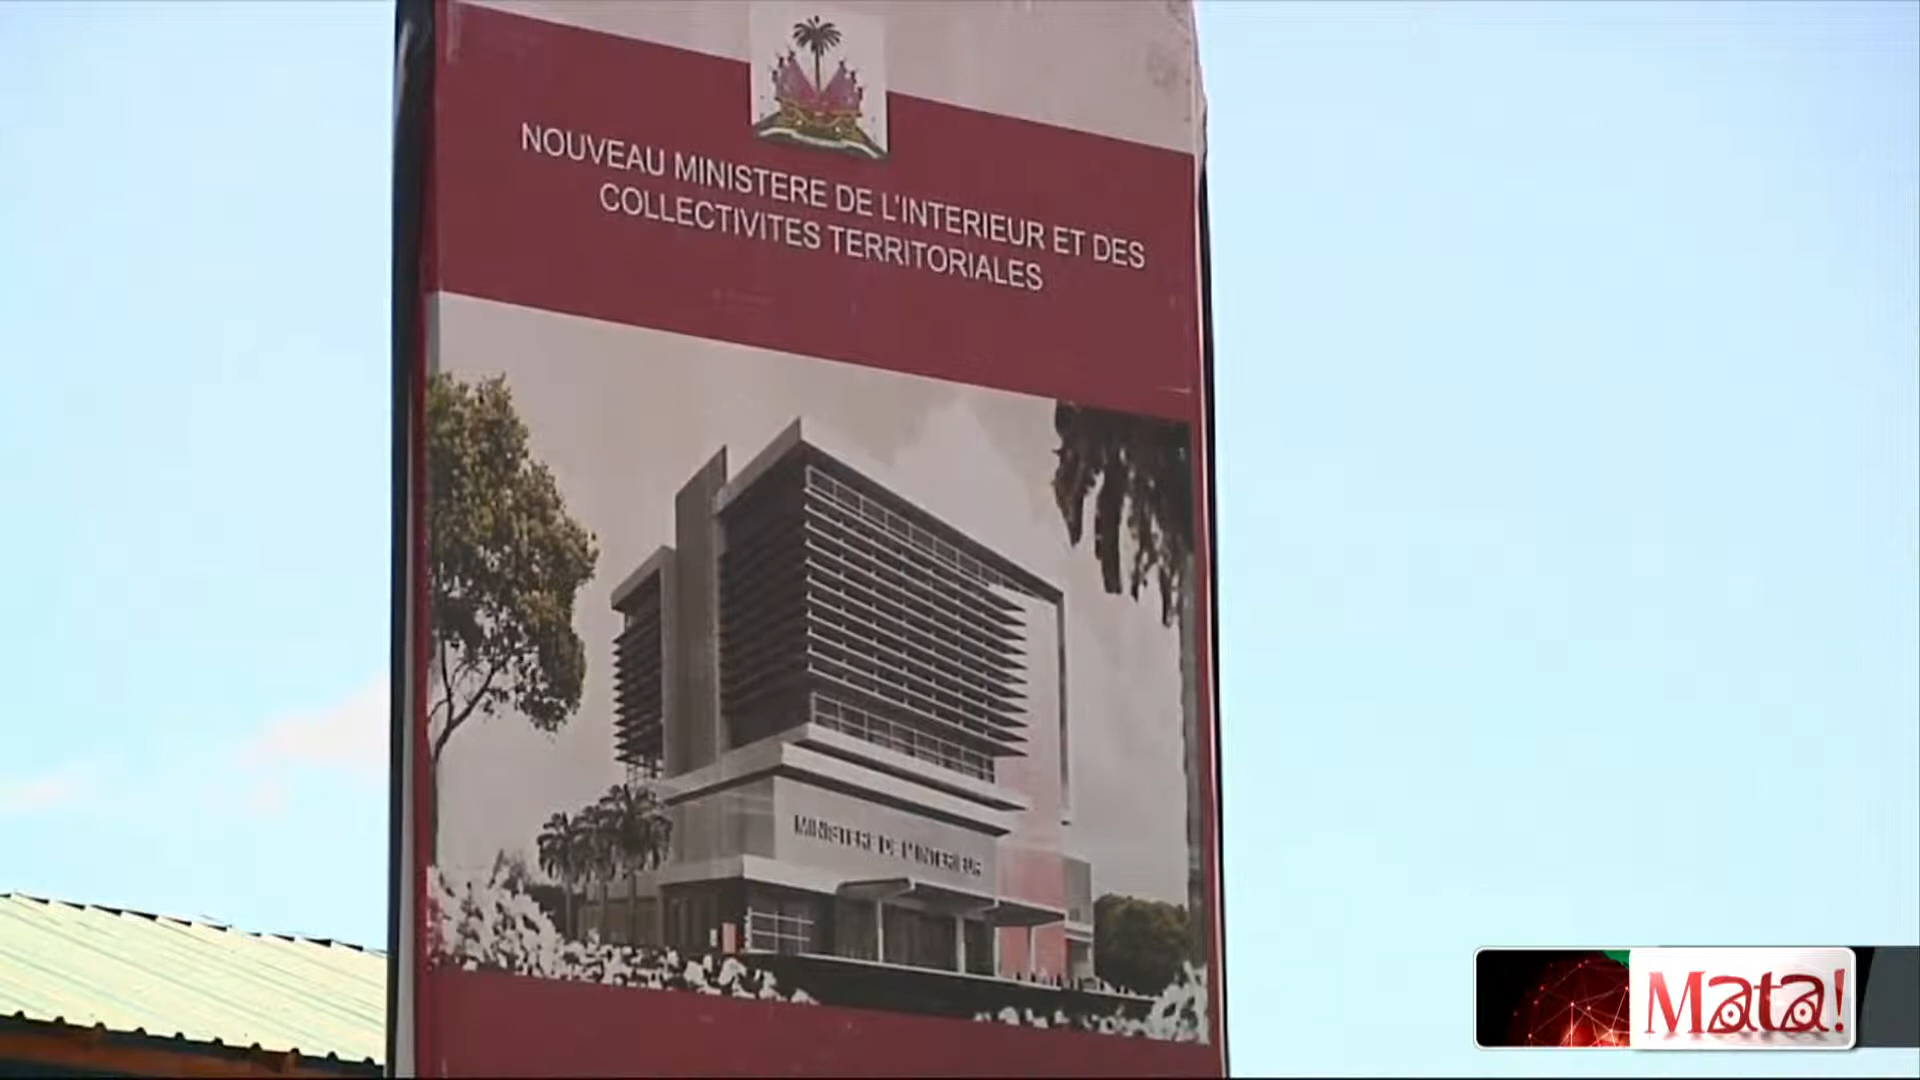 NOUVEAU MINISTERE DE L'INTERIEUR ET DES
COLLECTIVITES TERRITORIALES
MINISTERE DE L'INTERIEUR
Mata!